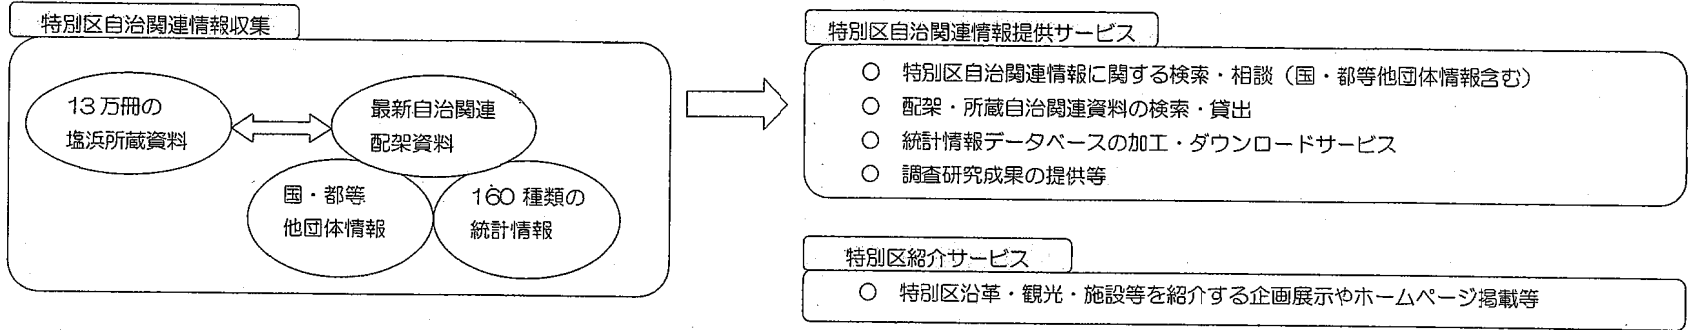 特別区自治関連情報収集
13万冊の
塩浜所蔵資料
最新自治関連
配架資料
国・都等
他団体情報
160種類の
統計情報
特別区自治関連情報提供サービス
○ 特別区自治関連情報に関する検索・相談（国・都等他団体情報含む）
○ 配架・所蔵自治関連資料の検索・貸出
○ 統計情報データベースの加工・ダウンロードサービス
○ 調査研究成果の提供等
特別区紹介サービス
○ 特別区沿革・観光・施設等を紹介する企画展示やホームページ掲載等